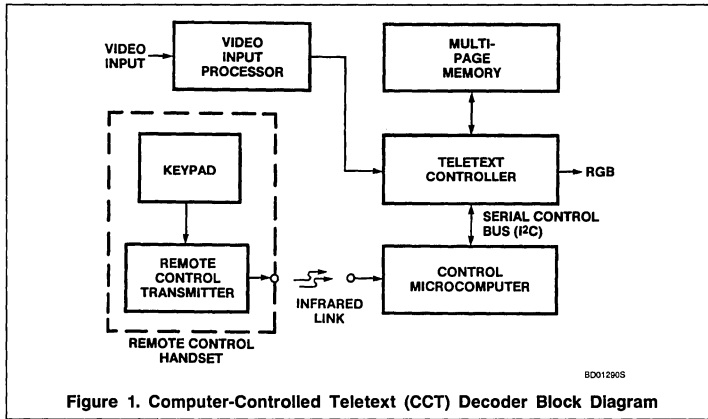 VIDEO
INPUT
VIDEO
INPUT
PROCESSOR
MULTI-
PAGE
MEMORY
KEYPAD
TELETEXT
CONTROLLER
RGB
SERIAL CONTROL
BUS (I²C)
REMOTE
CONTROL
TRANSMITTER
INFRARED
LINK
CONTROL
MICROCOMPUTER
REMOTE CONTROL
HANDSET
BD01290S
Figure 1. Computer-Controlled Teletext (CCT) Decoder Block Diagram